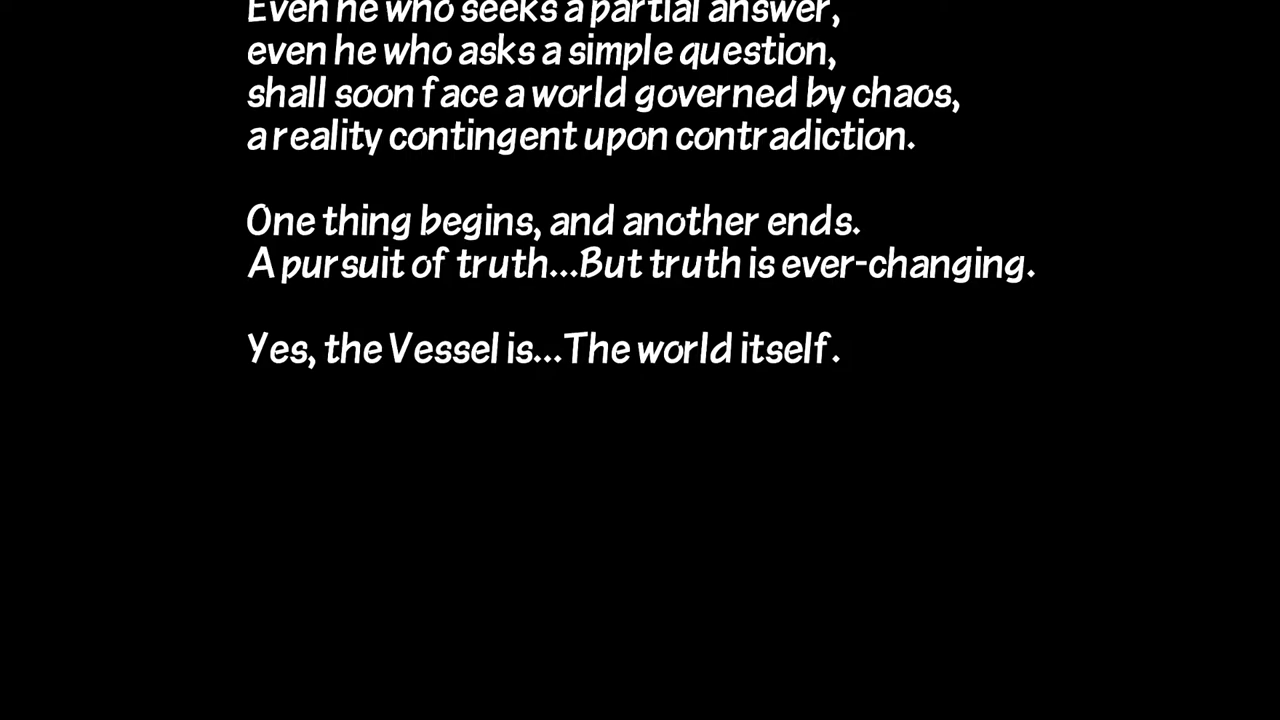 Even he who seeks a partial answer,
even he who asks a simple question,
shall soon face a world governed by chaos,
a reality contingent upon contradiction.
One thing begins, and another ends.
A pursuit of truth...But truth is ever-changing.
Yes, the Vessel is...The world itself.